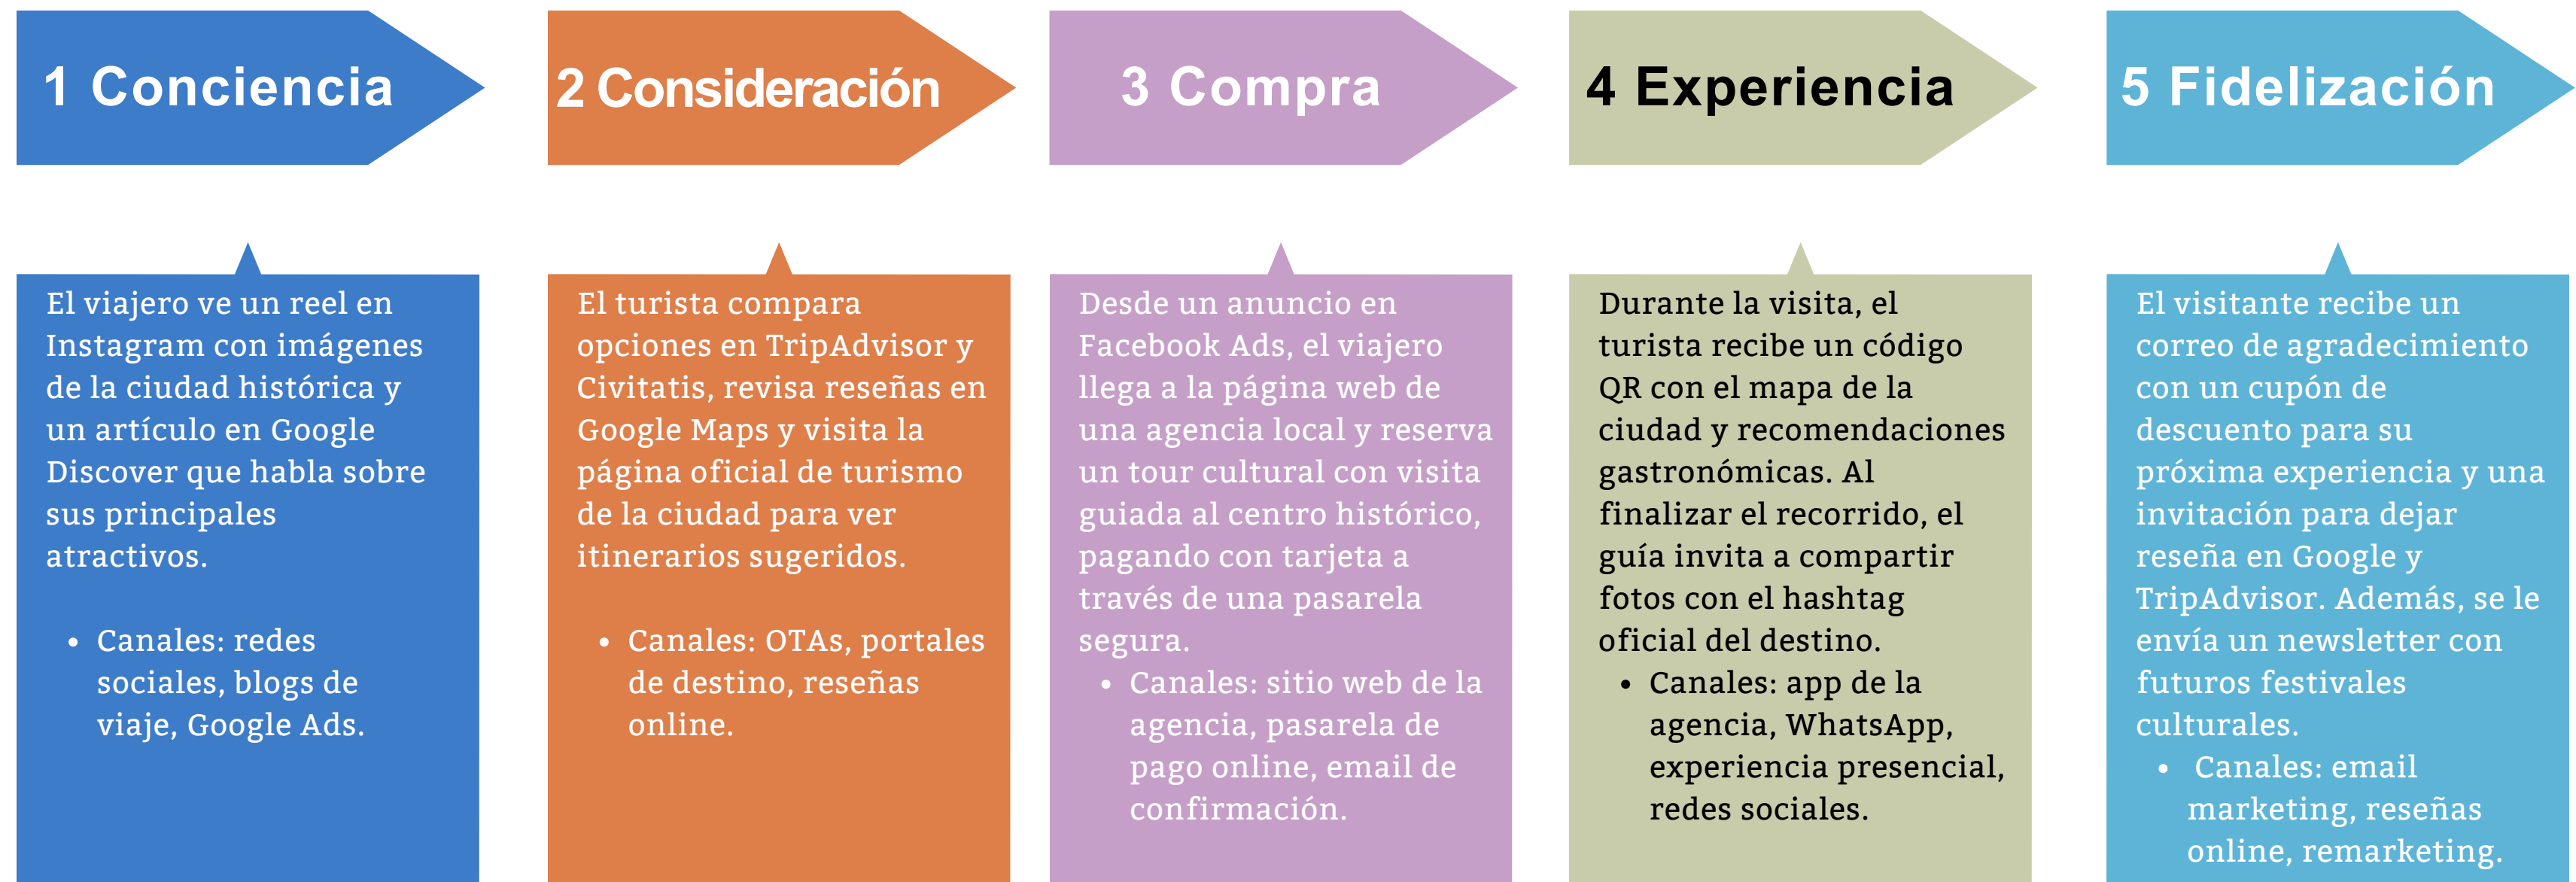 1 Conciencia
2 Consideración
3 Compra
4 Experiencia
5 Fidelización
El viajero ve un reel en
Instagram con imágenes
de la ciudad histórica y
un artículo en Google
Discover que habla sobre
sus principales
atractivos.
• Canales: redes
sociales, blogs de
viaje, Google Ads.
El turista compara
opciones en TripAdvisor y
Civitatis, revisa reseñas en
Google Maps y visita la
página oficial de turismo
de la ciudad para ver
itinerarios sugeridos.
• Canales: OTAs, portales
de destino, reseñas
online.
Desde un anuncio en
Facebook Ads, el viajero
llega a la página web de
una agencia local y reserva
un tour cultural con visita
guiada al centro histórico,
pagando con tarjeta a
través de una pasarela
segura.
• Canales: sitio web de la
agencia, pasarela de
pago online, email de
confirmación.
Durante la visita, el
turista recibe un código
QR con el mapa de la
ciudad y recomendaciones
gastronómicas. Al
finalizar el recorrido, el
guía invita a compartir
fotos con el hashtag
oficial del destino.
• Canales: app de la
agencia, WhatsApp,
experiencia presencial,
redes sociales.
El visitante recibe un
correo de agradecimiento
con un cupón de
descuento para su
próxima experiencia y una
invitación para dejar
reseña en Google y
TripAdvisor. Además, se le
envía un newsletter con
futuros festivales
culturales.
• Canales: email
marketing, reseñas
online, remarketing.